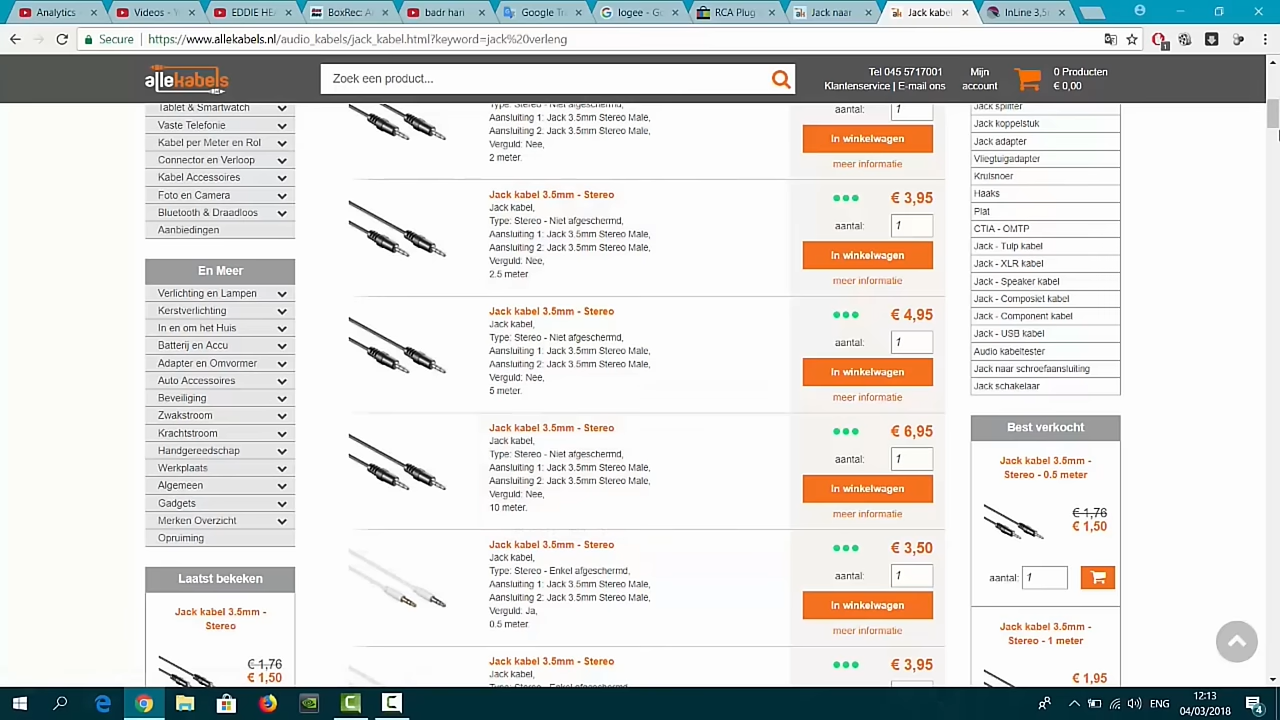 Analytics
Videos - Y
EDDIE HEA
BoxRec: A
badr hari
Google Tra
logee - Go
RCA Plug
Jack naar
Jack kabel
InLine 3,5
Secure
https://www.allekabels.nl/audio_kabels/jack_kabel.html?keyword=jack%20verleng
1
allekabels
Zoek een product...
Tel 045 5717001
Klantenservice | E-mail ons
Mijn
account
0 Producten
€ 0,00
Tablet & Smartwatch
Vaste Telefonie
Kabel per Meter en Rol
Connector en Verloop
Kabel Accessoires
Foto en Camera
Bluetooth & Draadloos
Aanbiedingen
En Meer
Verlichting en Lampen
Kerstverlichting
In en om het Huis
Batterij en Accu
Adapter en Omvormer
Auto Accessoires
Beveiliging
Zwakstroom
Krachtstroom
Handgereedschap
Werkplaats
Algemeen
Gadgets
Merken Overzicht
Opruiming
Laatst bekeken
Jack kabel 3.5mm -
Stereo
€ 1,76
€ 1,50
Type: Stereo - Niet afgeschermd,
Aansluiting 1: Jack 3.5mm Stereo Male,
Aansluiting 2: Jack 3.5mm Stereo Male,
Verguld: Nee,
2 meter.
aantal: 1
In winkelwagen
meer informatie
Jack kabel 3.5mm - Stereo
Jack kabel,
Type: Stereo - Niet afgeschermd,
Aansluiting 1: Jack 3.5mm Stereo Male,
Aansluiting 2: Jack 3.5mm Stereo Male,
Verguld: Nee,
2.5 meter.
€ 3,95
aantal: 1
In winkelwagen
meer informatie
Jack kabel 3.5mm - Stereo
Jack kabel,
Type: Stereo - Niet afgeschermd,
Aansluiting 1: Jack 3.5mm Stereo Male,
Aansluiting 2: Jack 3.5mm Stereo Male,
Verguld: Nee,
5 meter.
€ 4,95
aantal: 1
In winkelwagen
meer informatie
Jack kabel 3.5mm - Stereo
Jack kabel,
Type: Stereo - Niet afgeschermd,
Aansluiting 1: Jack 3.5mm Stereo Male,
Aansluiting 2: Jack 3.5mm Stereo Male,
Verguld: Nee,
10 meter.
€ 6,95
aantal: 1
In winkelwagen
meer informatie
Jack kabel 3.5mm - Stereo
Jack kabel,
Type: Stereo - Enkel afgeschermd,
Aansluiting 1: Jack 3.5mm Stereo Male,
Aansluiting 2: Jack 3.5mm Stereo Male,
Verguld: Ja,
0.5 meter.
€ 3,50
aantal: 1
In winkelwagen
meer informatie
Jack kabel 3.5mm - Stereo
Jack kabel,
Type: Stereo - Enkel afgeschermd,
€ 3,95
Jack splitter
Jack koppelstuk
Jack adapter
Vliegtuigadapter
Krulsnoer
Haaks
Plat
CTIA - OMTP
Jack - Tulp kabel
Jack - XLR kabel
Jack - Speaker kabel
Jack - Composiet kabel
Jack - Component kabel
Jack - USB kabel
Audio kabeltester
Jack naar schroefaansluiting
Jack schakelaar
Best verkocht
Jack kabel 3.5mm -
Stereo - 0.5 meter
€ 1,76
€ 1,50
aantal: 1
Jack kabel 3.5mm -
Stereo - 1 meter
€ 1,95
ENG
12:13
04/03/2018
4